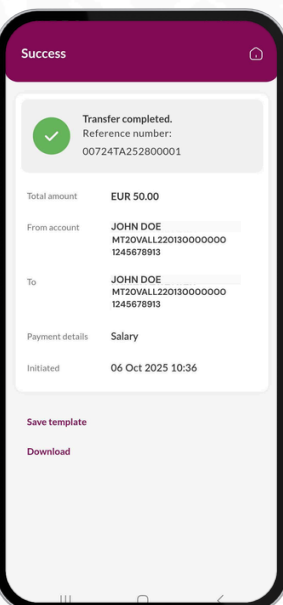 Success
Transfer completed.
Reference number:
00724TA252800001
Total amount EUR 50.00
From account JOHN DOE
MT20VALL220130000000
1245678913
To JOHN DOE
MT20VALL220130000000
1245678913
Payment details Salary
Initiated 06 Oct 2025 10:36
Save template
Download